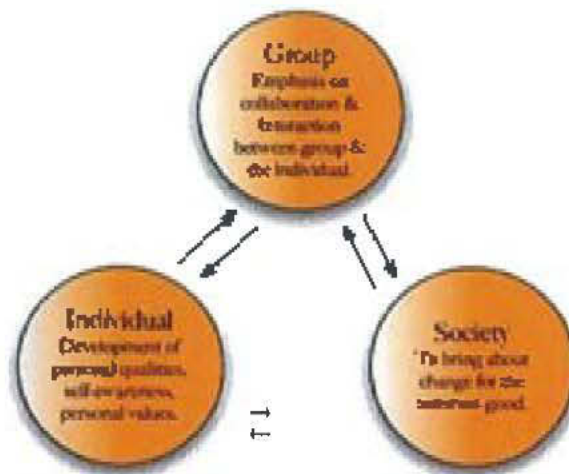 Group
Emphasis on
collaboration &
Interaction
between group &
the individual.
Individual
(Development of
personal qualities,
self-awareness,
personal values.
Society
To bring about
change for the
common good.